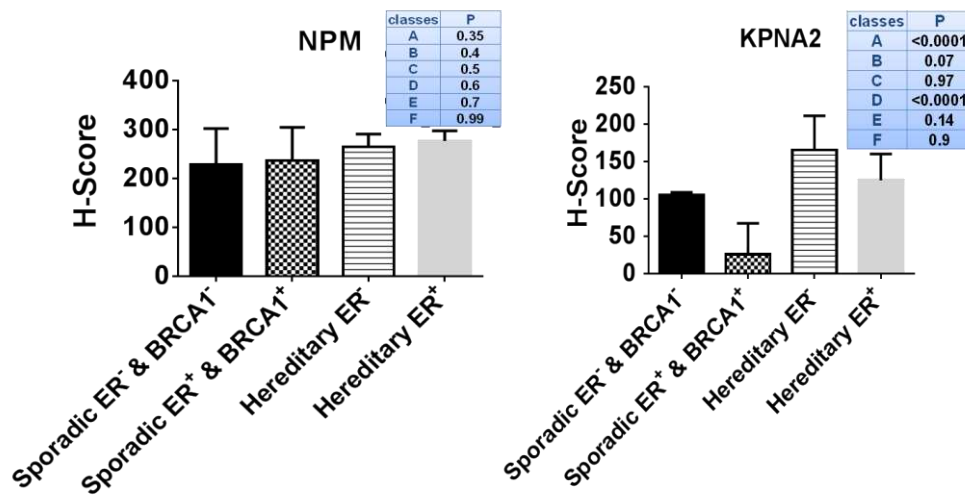 NPM
classes P
A 0.35
B 0.4
C 0.5
D 0.6
E 0.7
F 0.99
H-Score
400
300
200
100
0
Sporadic ER⁻ & BRCA1⁻
Sporadic ER⁺ & BRCA1⁺
Hereditary ER⁻
Hereditary ER⁺
KPNA2
classes P
A <0.0001
B 0.07
C 0.97
D <0.0001
E 0.14
F 0.9
H-Score
250
200
150
100
50
0
Sporadic ER⁻ & BRCA1⁻
Sporadic ER⁺ & BRCA1⁺
Hereditary ER⁻
Hereditary ER⁺